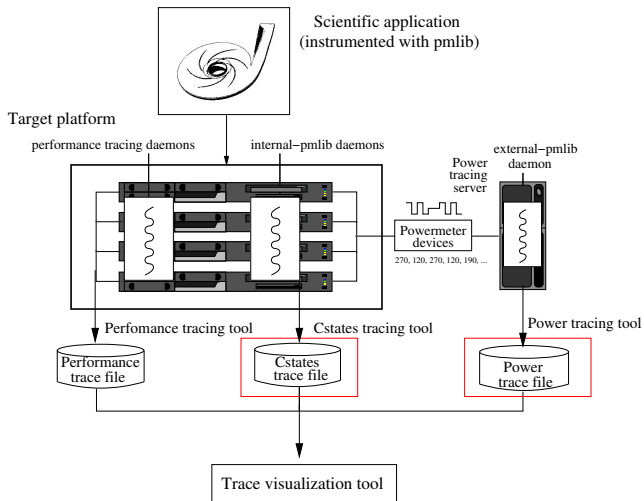 Scientific application
(instrumented with pmlib)
Target platform
performance tracing daemons
internal-pmlib daemons
external-pmlib
daemon
Power
tracing
server
Powermeter
devices
270, 120, 270, 120, 190, ...
Perfomance tracing tool
Cstates tracing tool
Power tracing tool
Performance
trace file
Cstates
trace file
Power
trace file
Trace visualization tool